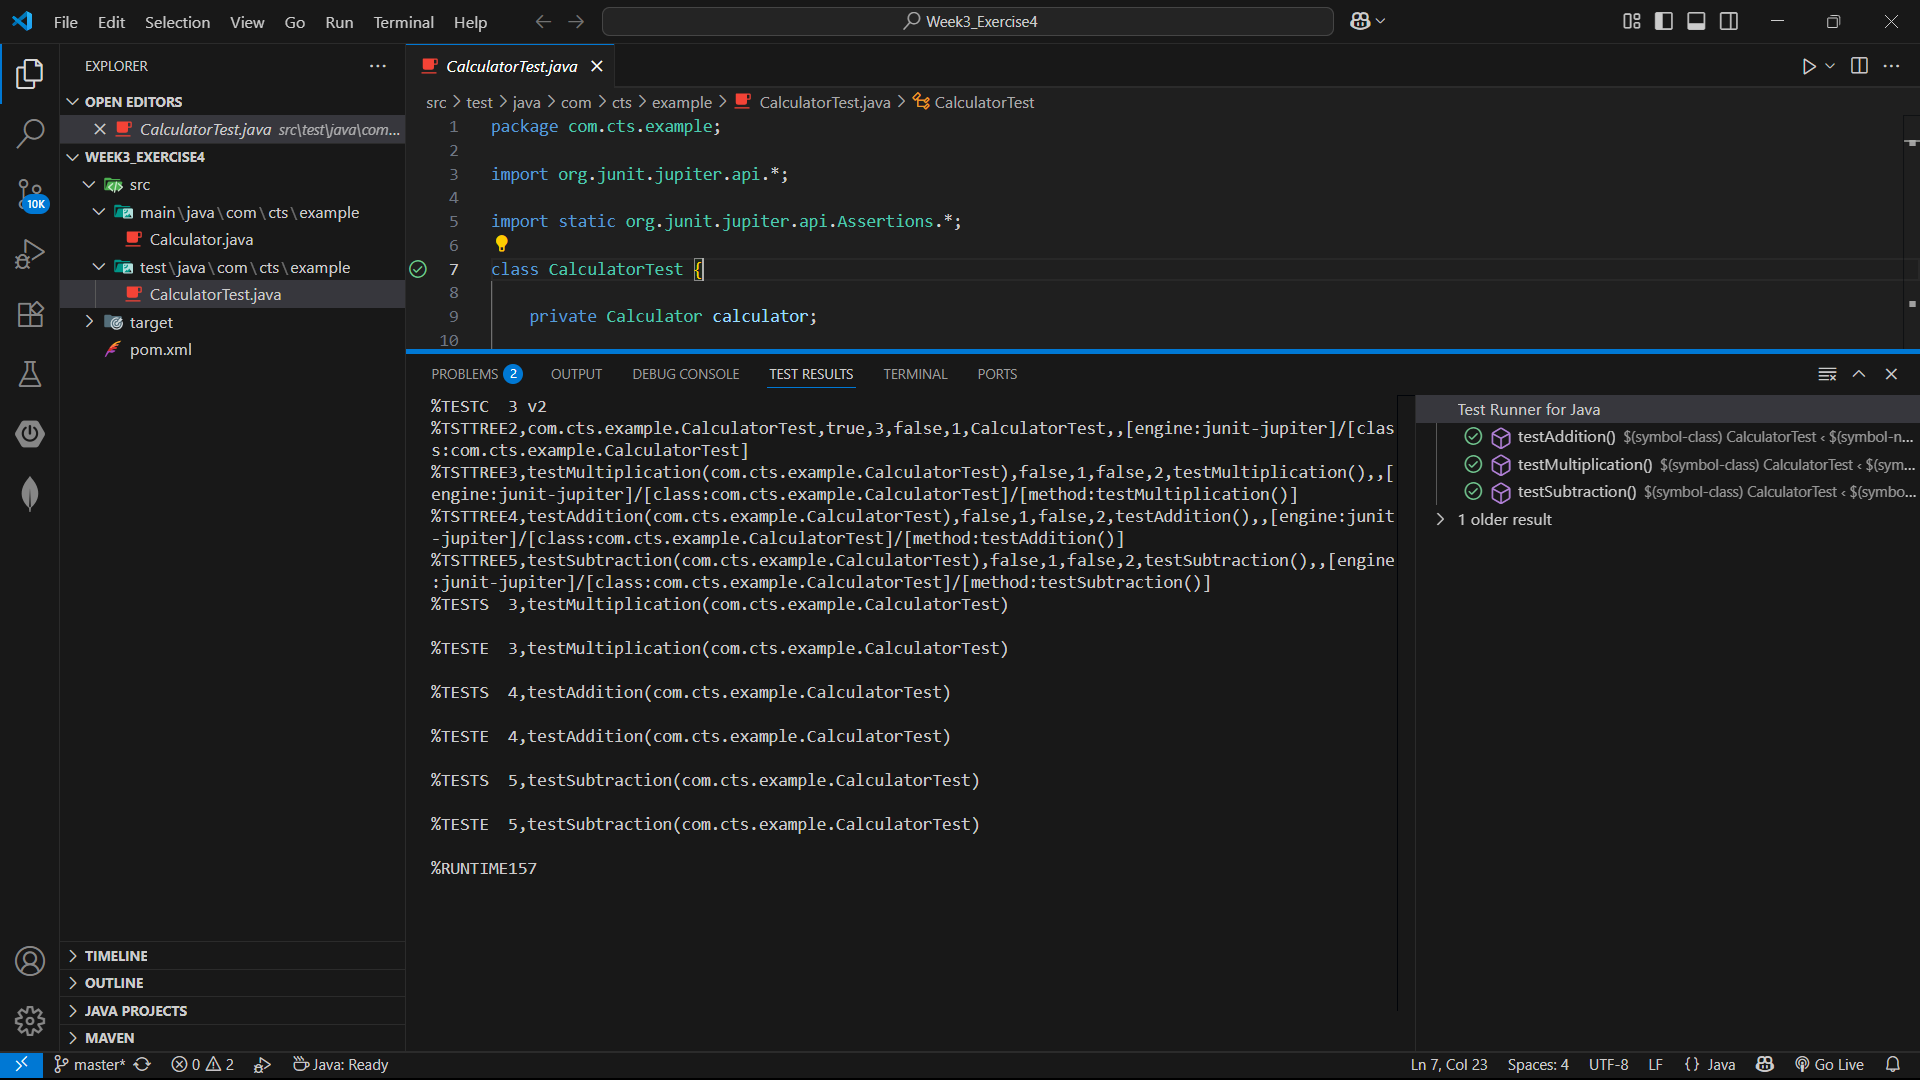 File Edit Selection View Go Run Terminal Help
Week3_Exercise4
EXPLORER
OPEN EDITORS
CalculatorTest.java src\test\java\com...
WEEK3_EXERCISE4
src
main\java\com\cts\example
Calculator.java
test\java\com\cts\example
CalculatorTest.java
target
pom.xml
10K
TIMELINE
OUTLINE
JAVA PROJECTS
MAVEN
CalculatorTest.java
src > test > java > com > cts > example > CalculatorTest.java > CalculatorTest
1 package com.cts.example;
2
3 import org.junit.jupiter.api.*;
4
5 import static org.junit.jupiter.api.Assertions.*;
6
7 class CalculatorTest {
8
9 private Calculator calculator;
10
PROBLEMS 2 OUTPUT DEBUG CONSOLE TEST RESULTS TERMINAL PORTS
%TESTC  3 v2
%TSTTREE2,com.cts.example.CalculatorTest,true,3,false,1,CalculatorTest,,[engine:junit-jupiter]/[clas
s:com.cts.example.CalculatorTest]
%TSTTREE3,testMultiplication(com.cts.example.CalculatorTest),false,1,false,2,testMultiplication(),,[
engine:junit-jupiter]/[class:com.cts.example.CalculatorTest]/[method:testMultiplication()]
%TSTTREE4,testAddition(com.cts.example.CalculatorTest),false,1,false,2,testAddition(),,[engine:junit
-jupiter]/[class:com.cts.example.CalculatorTest]/[method:testAddition()]
%TSTTREE5,testSubtraction(com.cts.example.CalculatorTest),false,1,false,2,testSubtraction(),,[engine
:junit-jupiter]/[class:com.cts.example.CalculatorTest]/[method:testSubtraction()]
%TESTS  3,testMultiplication(com.cts.example.CalculatorTest)
%TESTE  3,testMultiplication(com.cts.example.CalculatorTest)
%TESTS  4,testAddition(com.cts.example.CalculatorTest)
%TESTE  4,testAddition(com.cts.example.CalculatorTest)
%TESTS  5,testSubtraction(com.cts.example.CalculatorTest)
%TESTE  5,testSubtraction(com.cts.example.CalculatorTest)
%RUNTIME157
Test Runner for Java
testAddition() $(symbol-class) CalculatorTest < $(symbol-n...
testMultiplication() $(symbol-class) CalculatorTest < $(sym...
testSubtraction() $(symbol-class) CalculatorTest < $(symbo...
1 older result
master* 0 2 Java: Ready
Ln 7, Col 23 Spaces: 4 UTF-8 LF {} Java Go Live